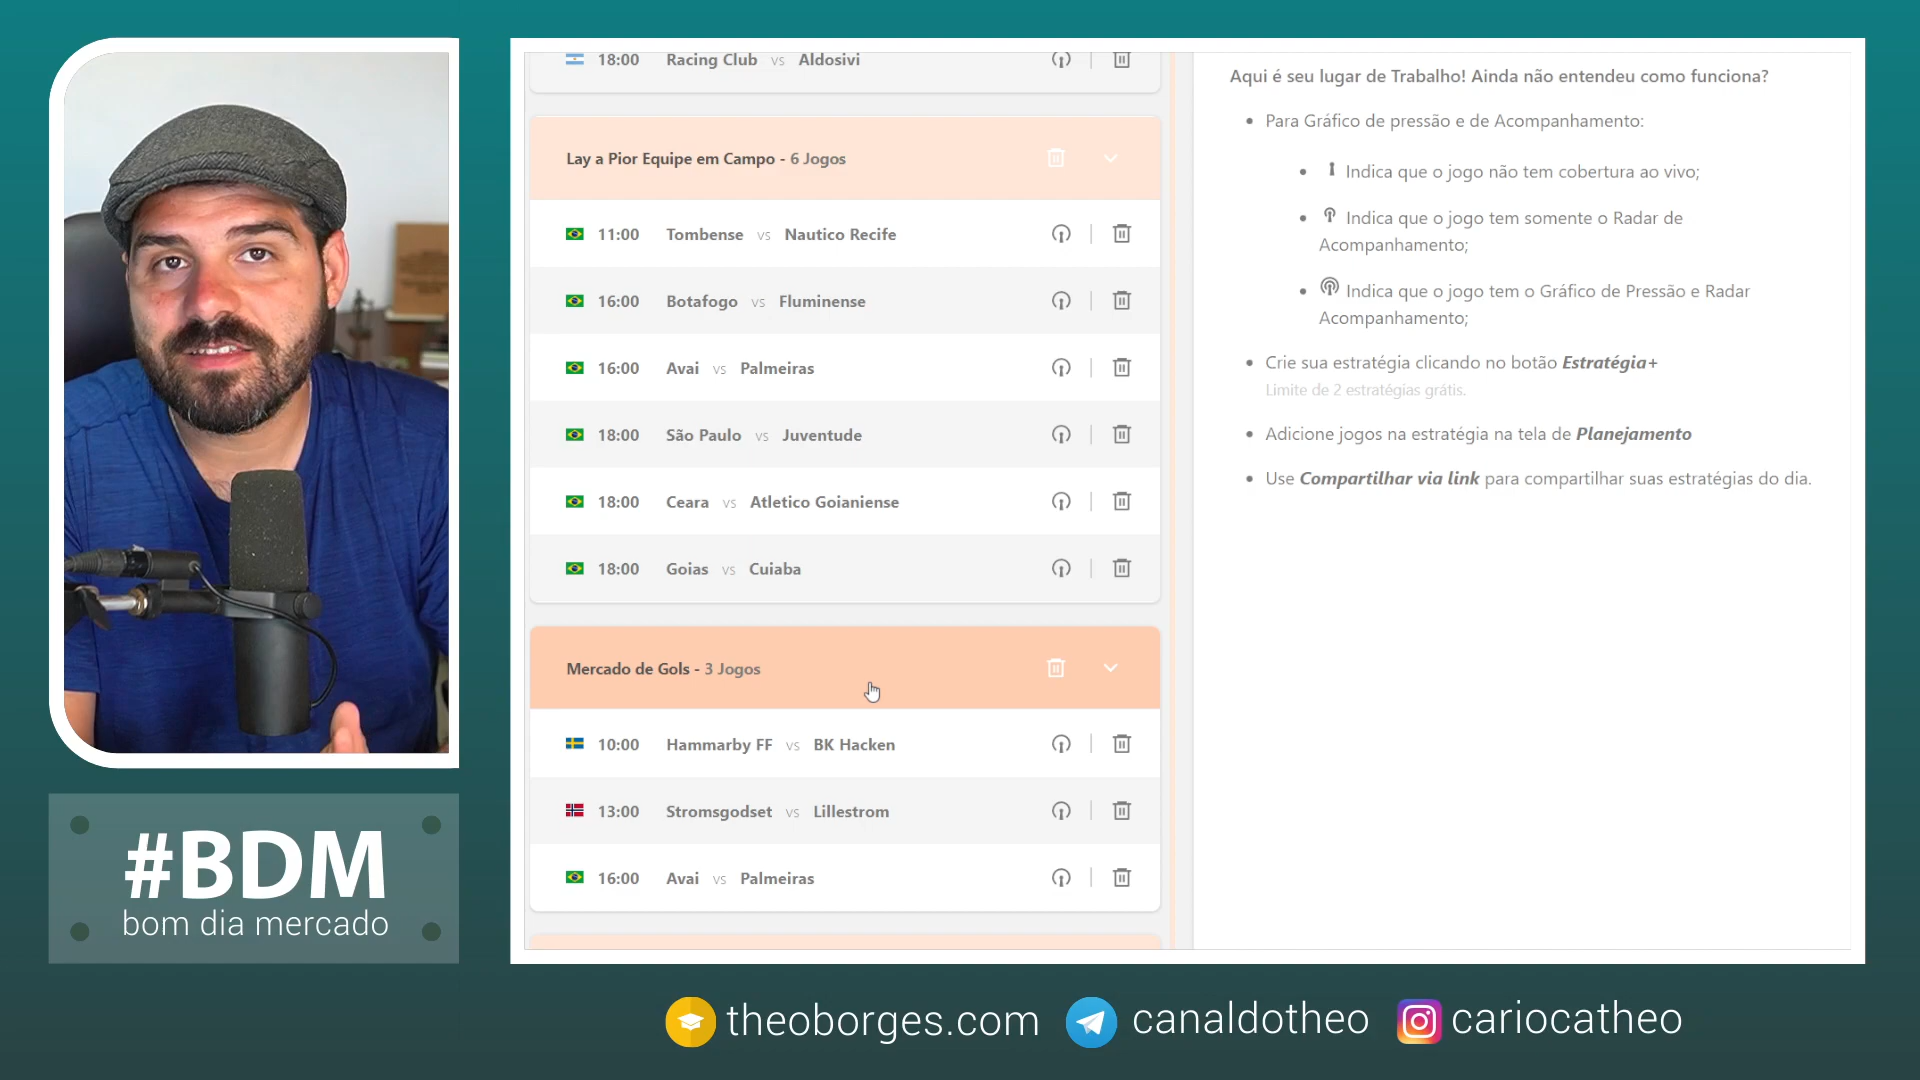 18:00 Racing Club vs Aldosivi
Lay a Pior Equipe em Campo - 6 Jogos
11:00 Tombense vs Nautico Recife
16:00 Botafogo vs Fluminense
16:00 Avai vs Palmeiras
18:00 São Paulo vs Juventude
18:00 Ceara vs Atletico Goianiense
18:00 Goias vs Cuiaba
Mercado de Gols - 3 Jogos
10:00 Hammarby FF vs BK Hacken
13:00 Stromsgodset vs Lillestrom
16:00 Avai vs Palmeiras
Aqui é seu lugar de Trabalho! Ainda não entendeu como funciona?
Para Gráfico de pressão e de Acompanhamento:
Indica que o jogo não tem cobertura ao vivo;
Indica que o jogo tem somente o Radar de
Acompanhamento;
Indica que o jogo tem o Gráfico de Pressão e Radar
Acompanhamento;
Crie sua estratégia clicando no botão Estratégia+
Limite de 2 estratégias grátis.
Adicione jogos na estratégia na tela de Planejamento
Use Compartilhar via link para compartilhar suas estratégias do dia.
#BDM
bom dia mercado
theoborges.com canaldotheo cariocatheo